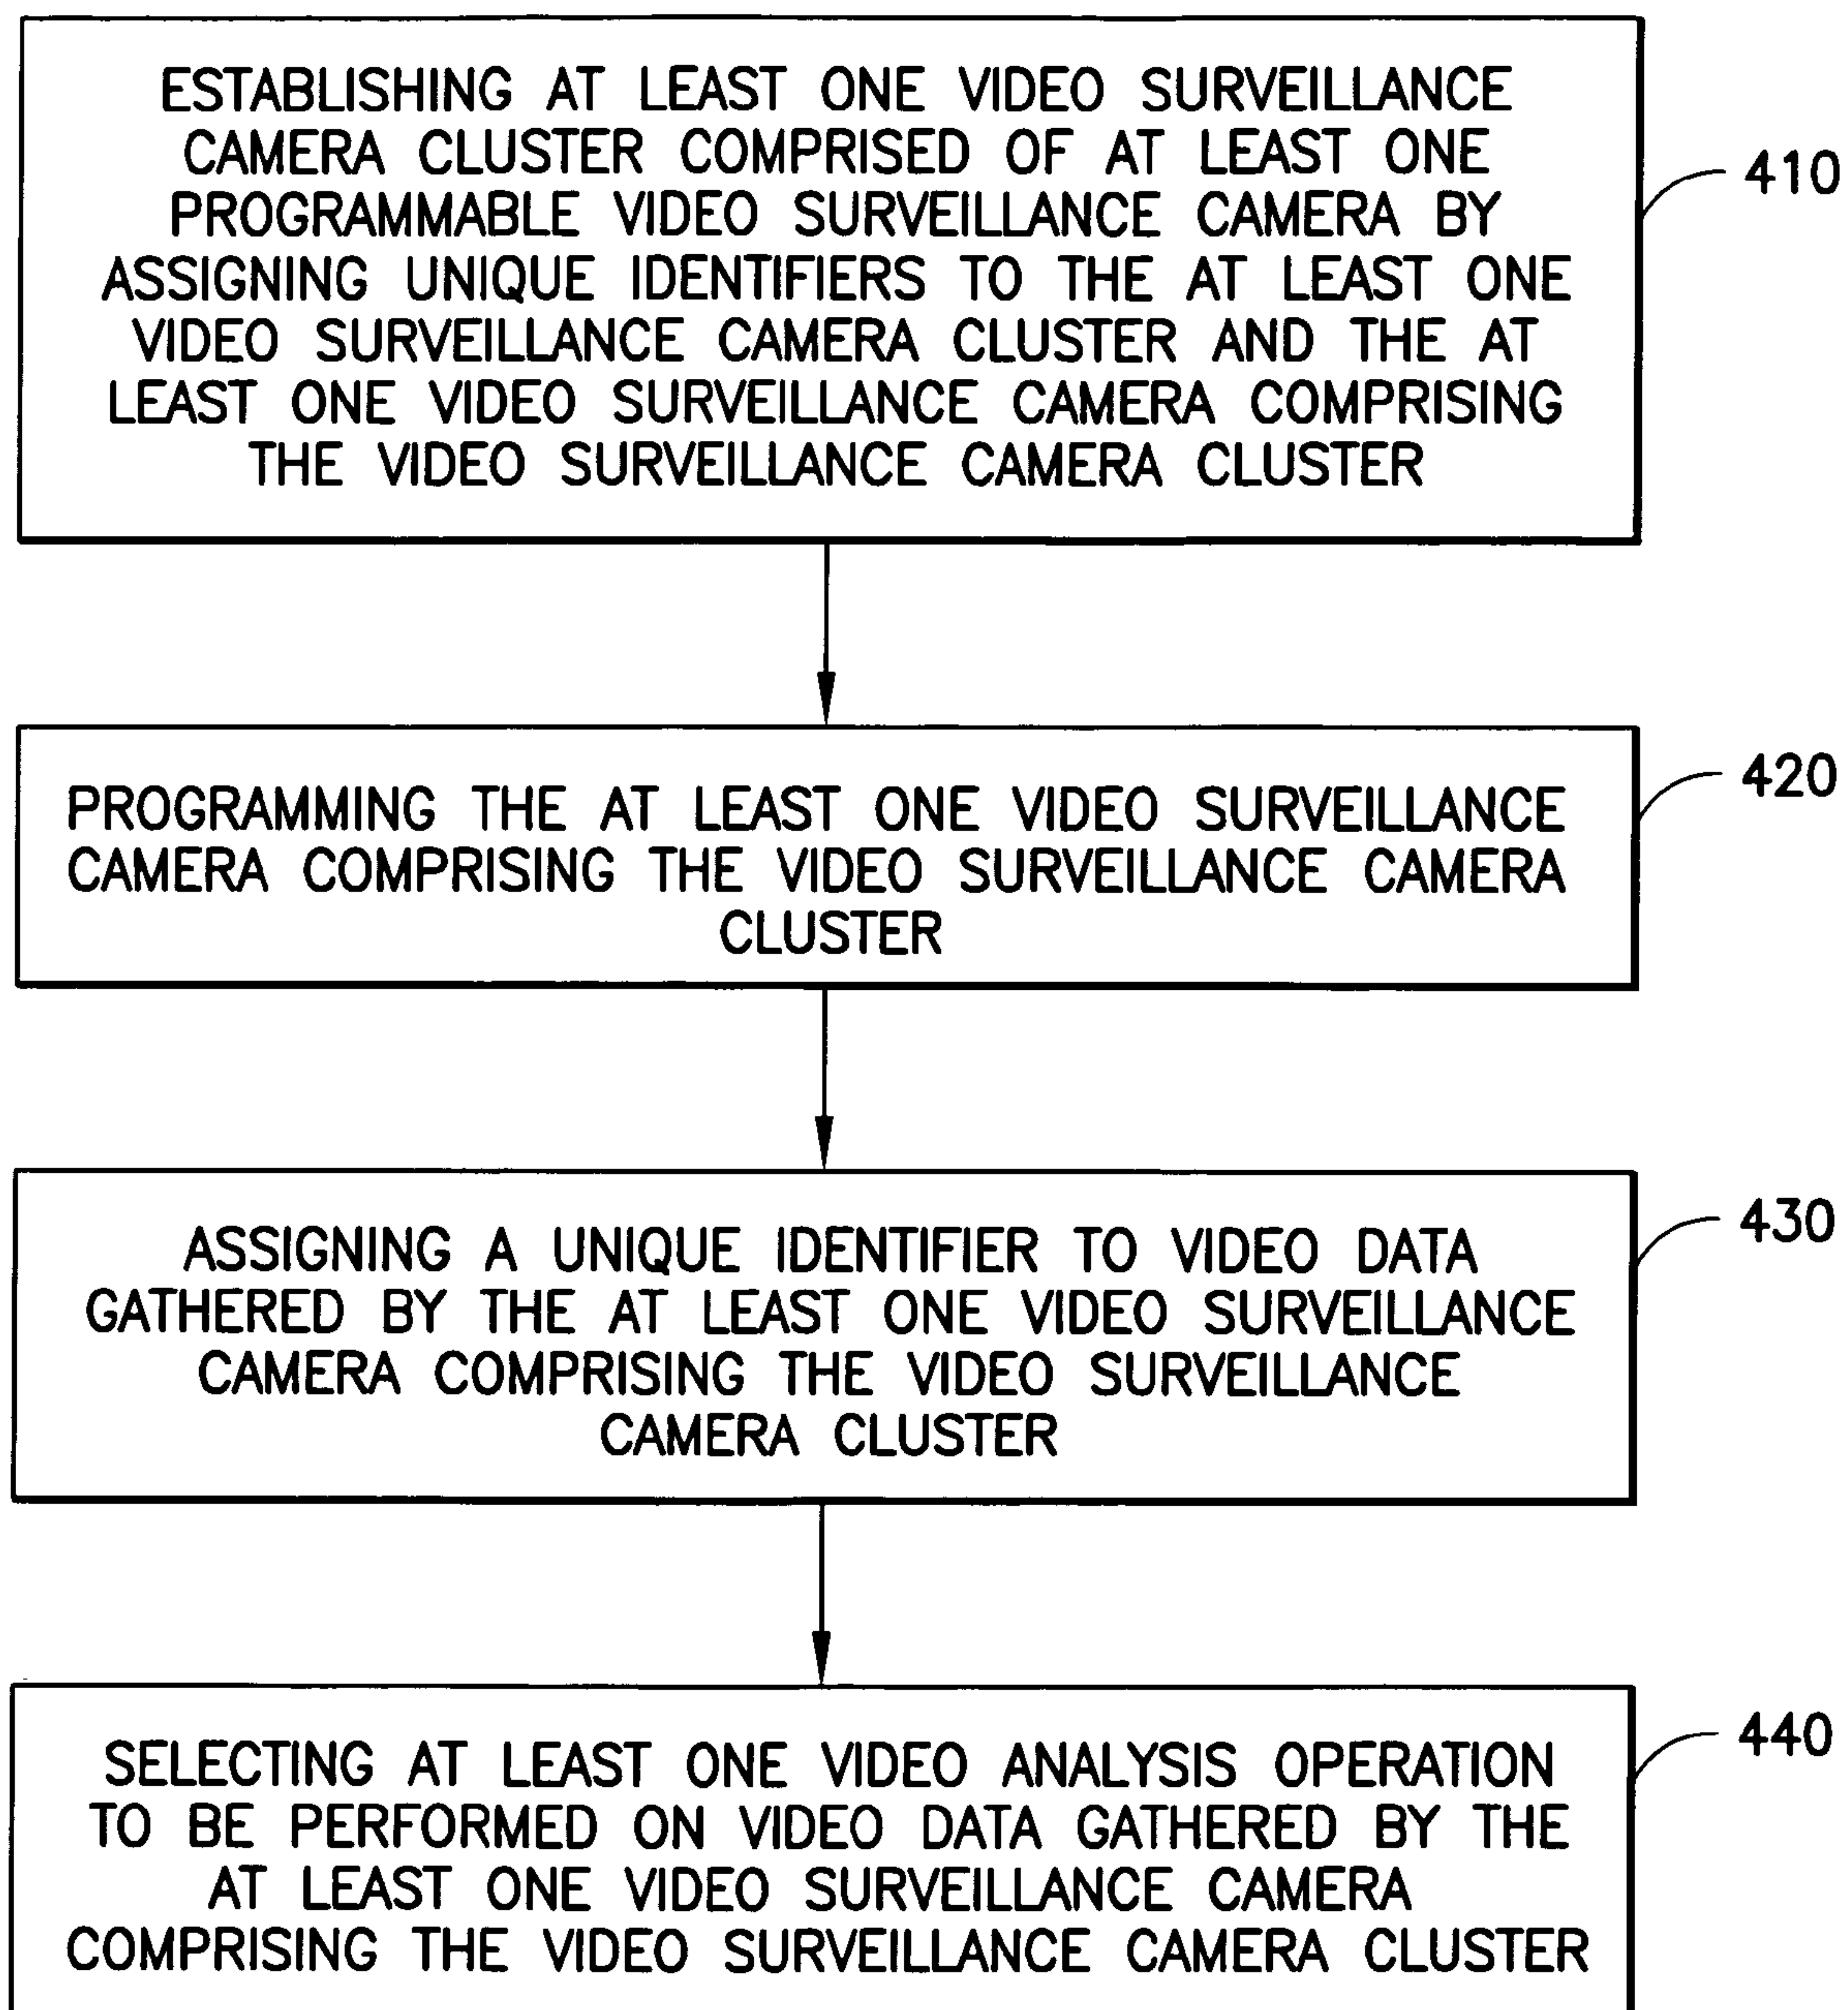 ESTABLISHING AT LEAST ONE VIDEO SURVEILLANCE
CAMERA CLUSTER COMPRISED OF AT LEAST ONE
PROGRAMMABLE VIDEO SURVEILLANCE CAMERA BY
ASSIGNING UNIQUE IDENTIFIERS TO THE AT LEAST ONE
VIDEO SURVEILLANCE CAMERA CLUSTER AND THE AT
LEAST ONE VIDEO SURVEILLANCE CAMERA COMPRISING
THE VIDEO SURVEILLANCE CAMERA CLUSTER
410
PROGRAMMING THE AT LEAST ONE VIDEO SURVEILLANCE
CAMERA COMPRISING THE VIDEO SURVEILLANCE CAMERA
CLUSTER
420
ASSIGNING A UNIQUE IDENTIFIER TO VIDEO DATA
GATHERED BY THE AT LEAST ONE VIDEO SURVEILLANCE
CAMERA COMPRISING THE VIDEO SURVEILLANCE
CAMERA CLUSTER
430
SELECTING AT LEAST ONE VIDEO ANALYSIS OPERATION
TO BE PERFORMED ON VIDEO DATA GATHERED BY THE
AT LEAST ONE VIDEO SURVEILLANCE CAMERA
COMPRISING THE VIDEO SURVEILLANCE CAMERA CLUSTER
440